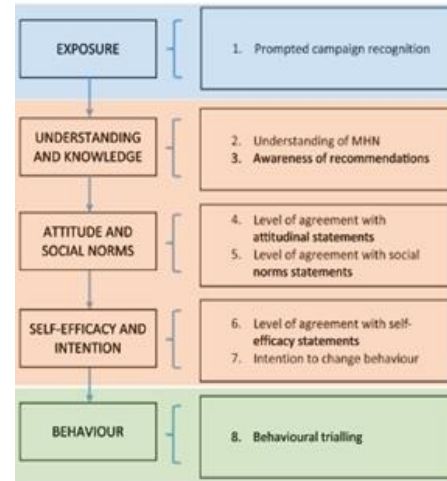 EXPOSURE
1. Prompted campaign recognition
UNDERSTANDING
AND KNOWLEDGE
2. Understanding of MHN
3. Awareness of recommendations
ATTITUDE AND
SOCIAL NORMS
4. Level of agreement with
attitudinal statements
5. Level of agreement with social
norms statements
SELF-EFFICACY AND
INTENTION
6. Level of agreement with self-
efficacy statements
7. Intention to change behaviour
BEHAVIOUR
8. Behavioural trialling